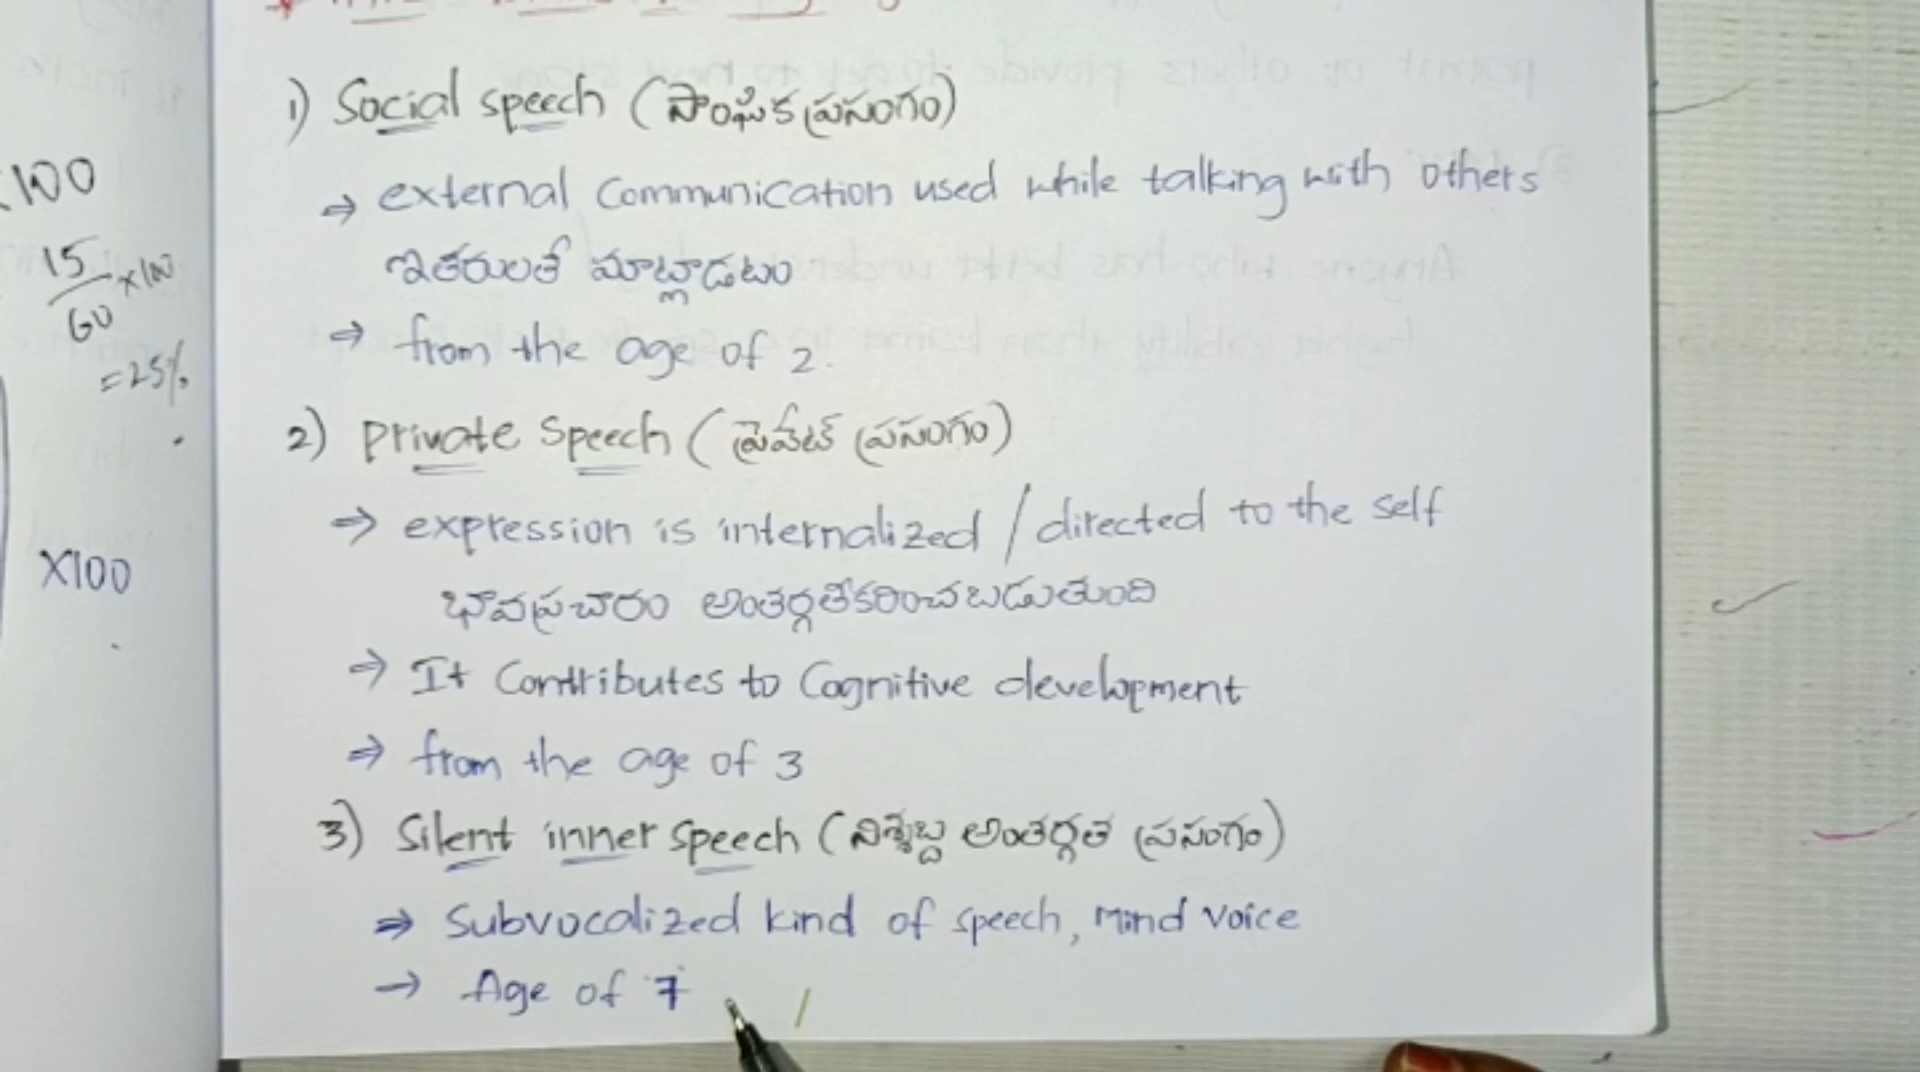 1) Social speech (సాంఘిక ప్రసంగం)
⇒ external communication used while talking with others
ఇతరులతో మాట్లాడటం
⇒ from the age of 2.
2) private speech (ప్రైవేట్ ప్రసంగం)
⇒ expression is internalized / directed to the self
భావప్రచారం అంతర్గతీకరించబడుతుంది
⇒ It Contributes to Cognitive development
⇒ from the age of 3
3) Silent inner speech (నిశ్శబ్ద అంతర్గత ప్రసంగం)
⇒ Subvocalized kind of speech, Mind voice
→ Age of 7
100
15/60 ×100
=25%
X100